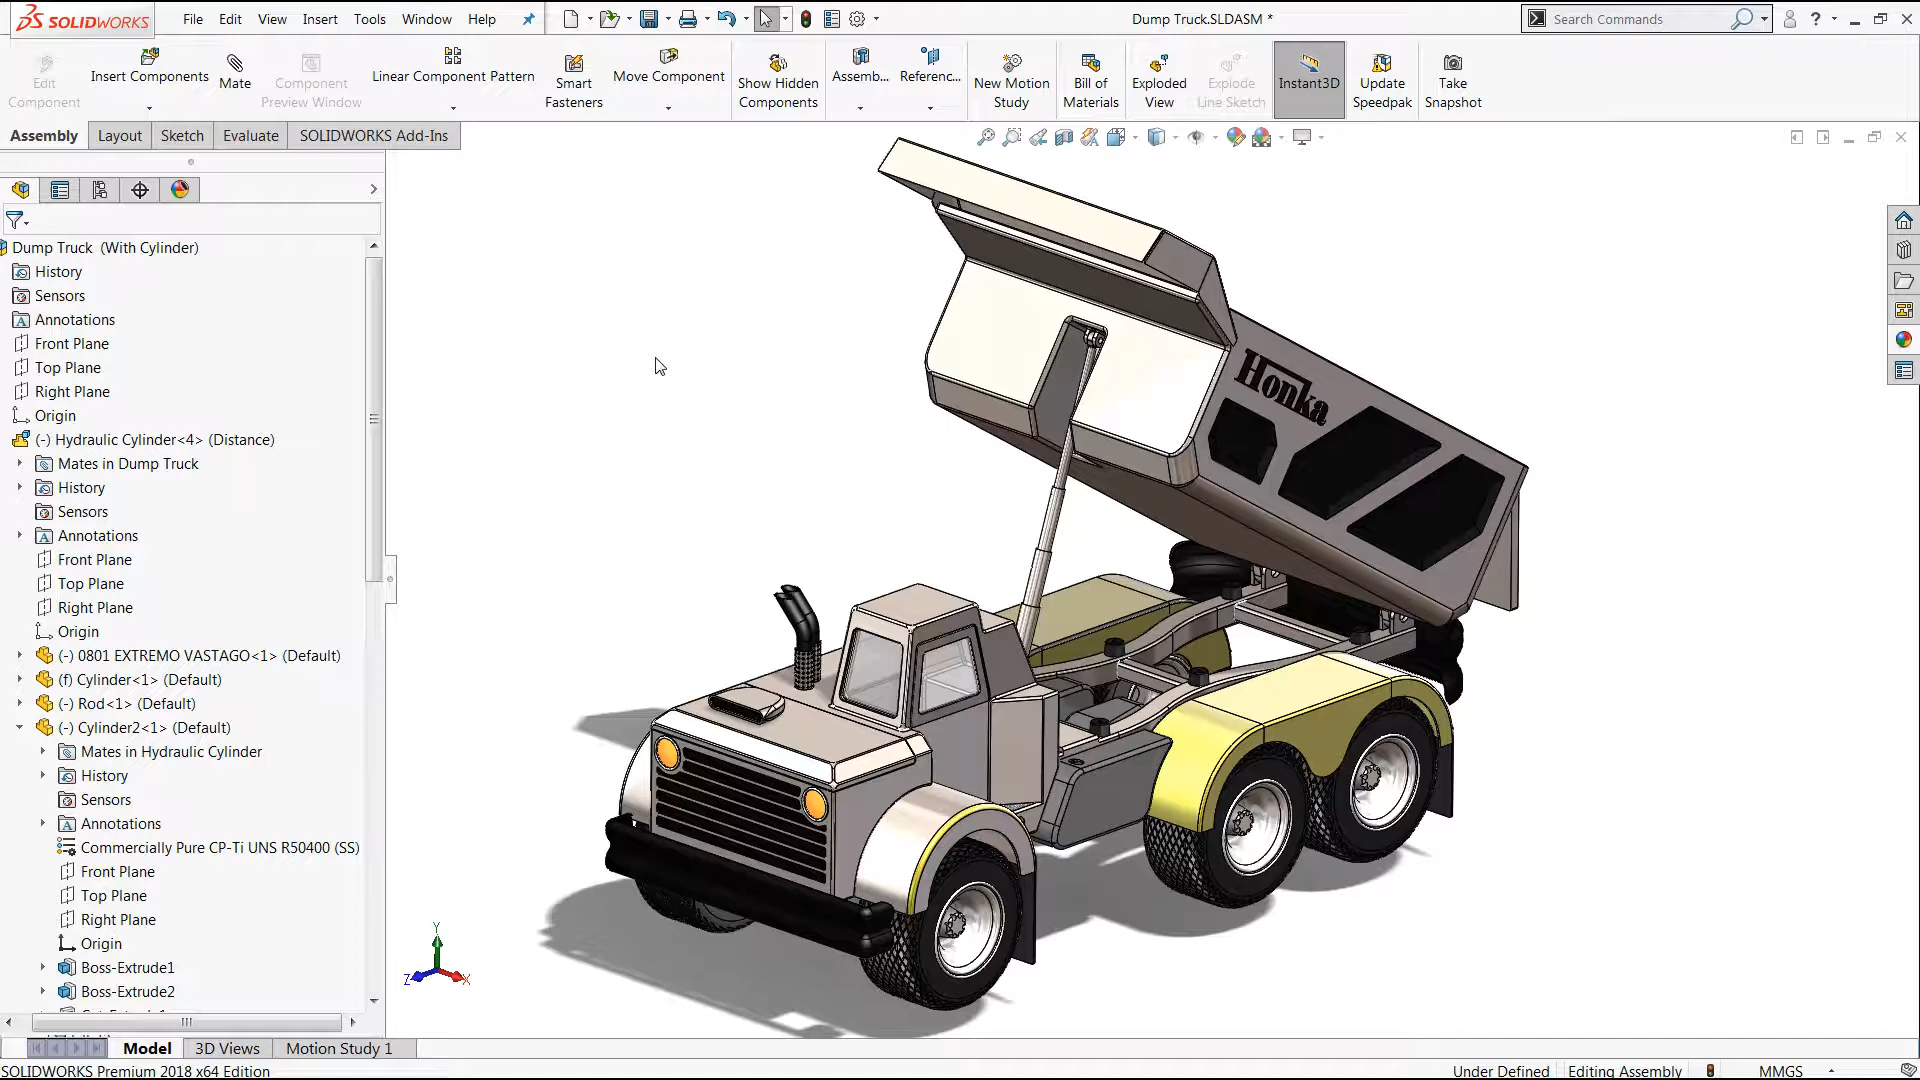 SOLIDWORKS File Edit View Insert Tools Window Help Dump Truck.SLDASM * Search Commands
Edit Component
Insert Components
Mate
Component Preview Window
Linear Component Pattern
Smart Fasteners
Move Component
Show Hidden Components
Assemb...
Referenc...
New Motion Study
Bill of Materials
Exploded View
Explode Line Sketch
Instant3D
Update Speedpak
Take Snapshot
Assembly Layout Sketch Evaluate SOLIDWORKS Add-Ins
Dump Truck (With Cylinder)
History
Sensors
Annotations
Front Plane
Top Plane
Right Plane
Origin
(-) Hydraulic Cylinder<4> (Distance)
Mates in Dump Truck
History
Sensors
Annotations
Front Plane
Top Plane
Right Plane
Origin
(-) 0801 EXTREMO VASTAGO<1> (Default)
(f) Cylinder<1> (Default)
(-) Rod<1> (Default)
(-) Cylinder2<1> (Default)
Mates in Hydraulic Cylinder
History
Sensors
Annotations
Commercially Pure CP-Ti UNS R50400 (SS)
Front Plane
Top Plane
Right Plane
Origin
Boss-Extrude1
Boss-Extrude2
Honka
Y
Z X
Model 3D Views Motion Study 1
SOLIDWORKS Premium 2018 x64 Edition Under Defined Editing Assembly MMGS